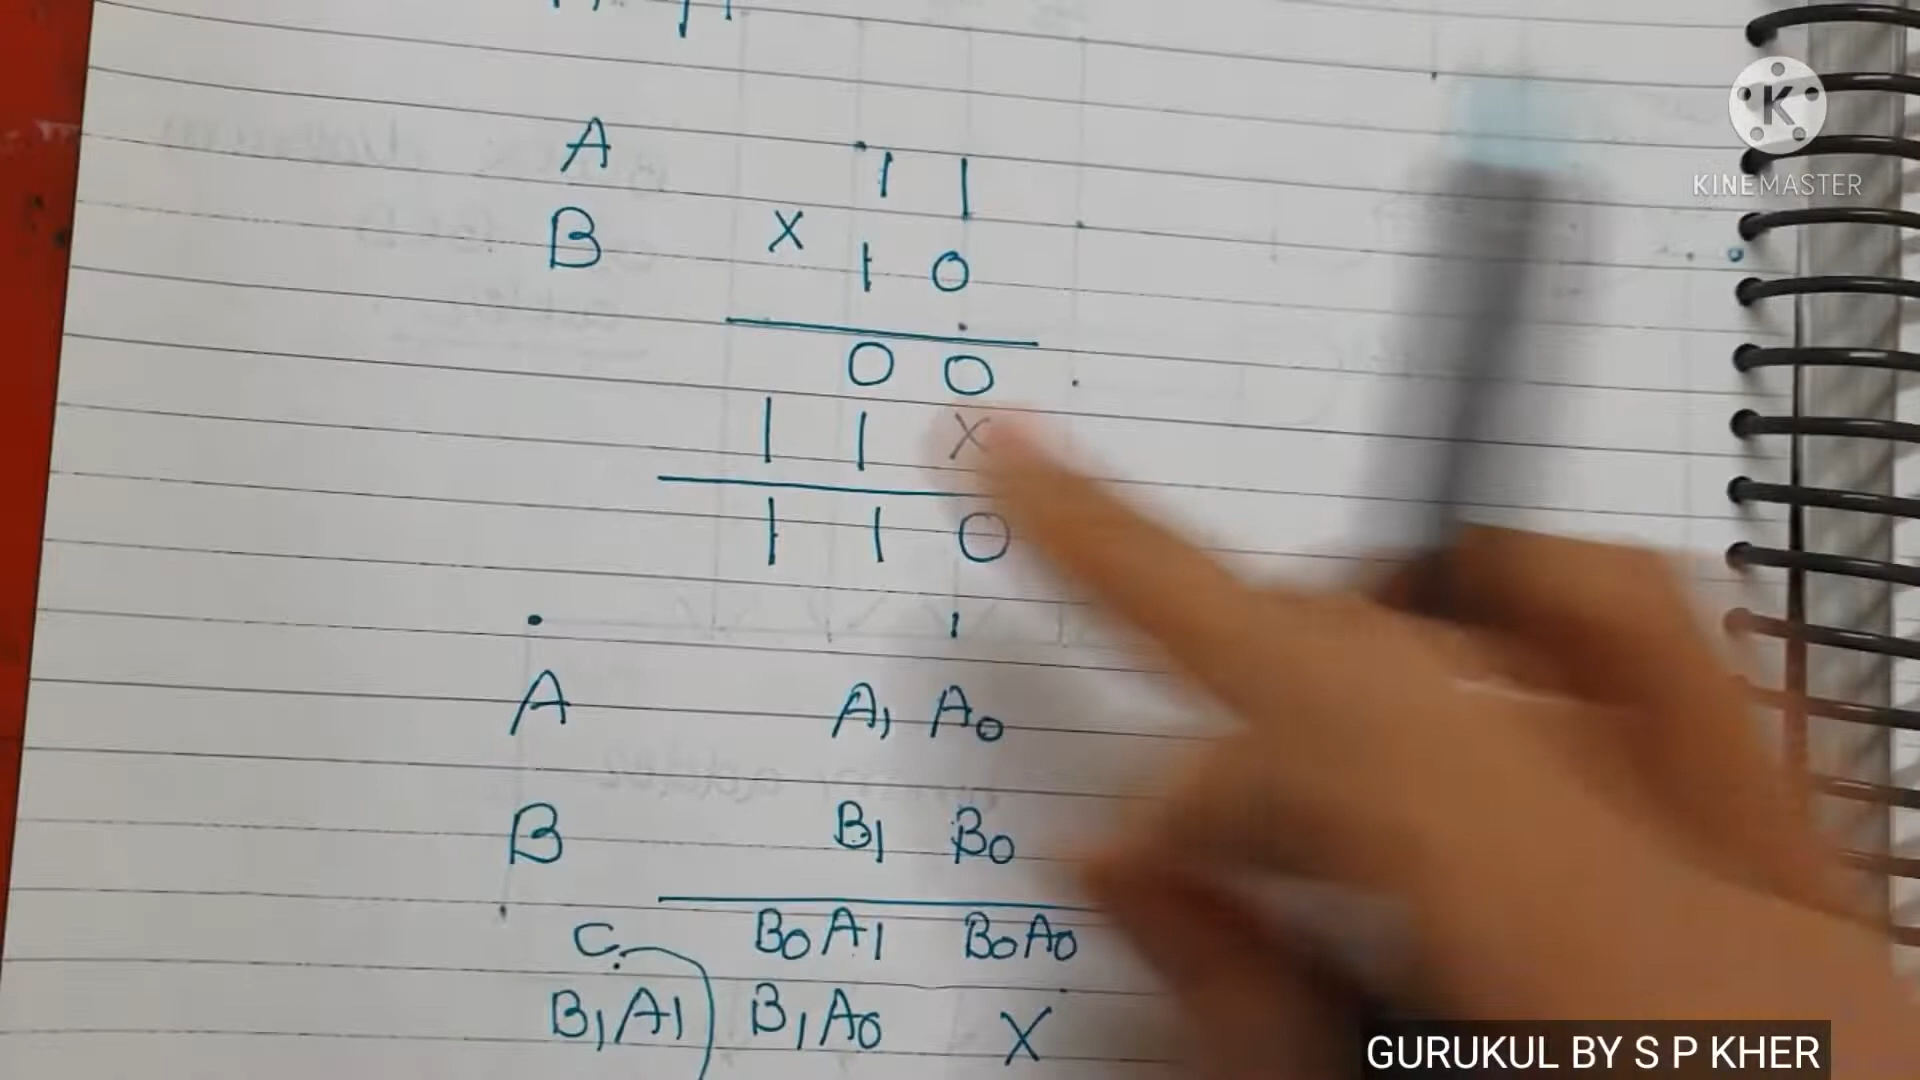 A 1 1
B × 1 0
0 0
1 1 ×
1 1 0
A A₁ A₀
B B₁ B₀
C B₀A₁ B₀A₀
B₁A₁ B₁A₀ X
K
KINEMASTER
GURUKUL BY S P KHER